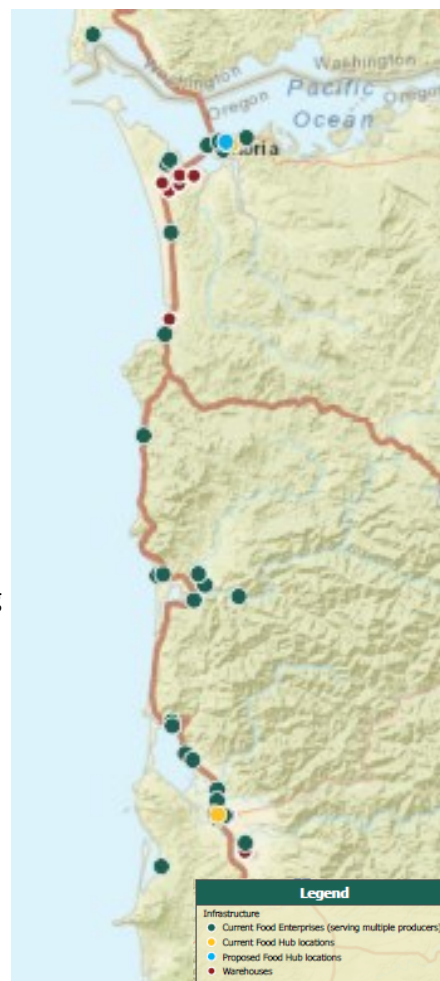 Washington
Washington
Oregon
Pacific
Oregon
Ocean
oria
Legend
Infrastructure
Current Food Enterprises (serving multiple producers)
Current Food Hub locations
Proposed Food Hub locations
Warehouses